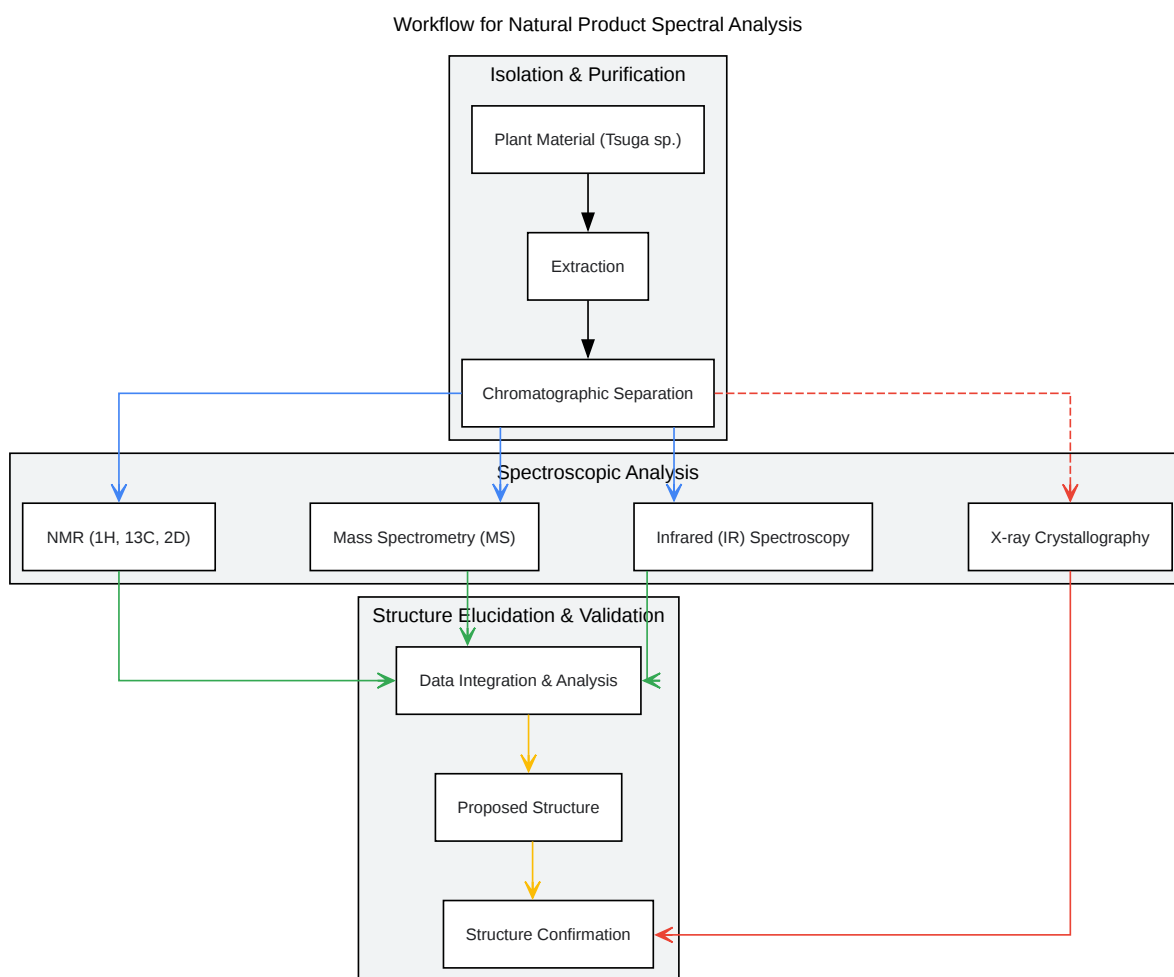 Workflow for Natural Product Spectral Analysis
Isolation & Purification
Plant Material (Tsuga sp.)
Extraction
Chromatographic Separation
Spectroscopic Analysis
NMR (1H, 13C, 2D)
Mass Spectrometry (MS)
Infrared (IR) Spectroscopy
X-ray Crystallography
Structure Elucidation & Validation
Data Integration & Analysis
Proposed Structure
Structure Confirmation